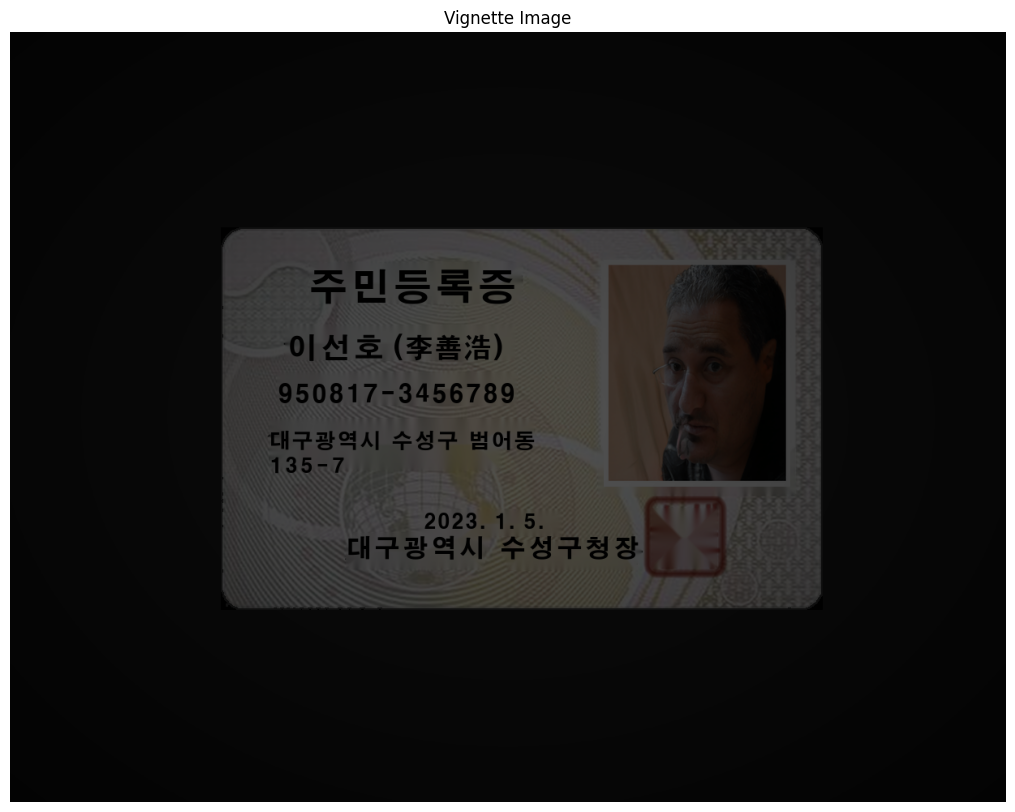 Vignette Image
주민등록증
이선호(李善浩)
950817-3456789
대구광역시 수성구 범어동
135-7
2023. 1. 5.
대구광역시 수성구청장